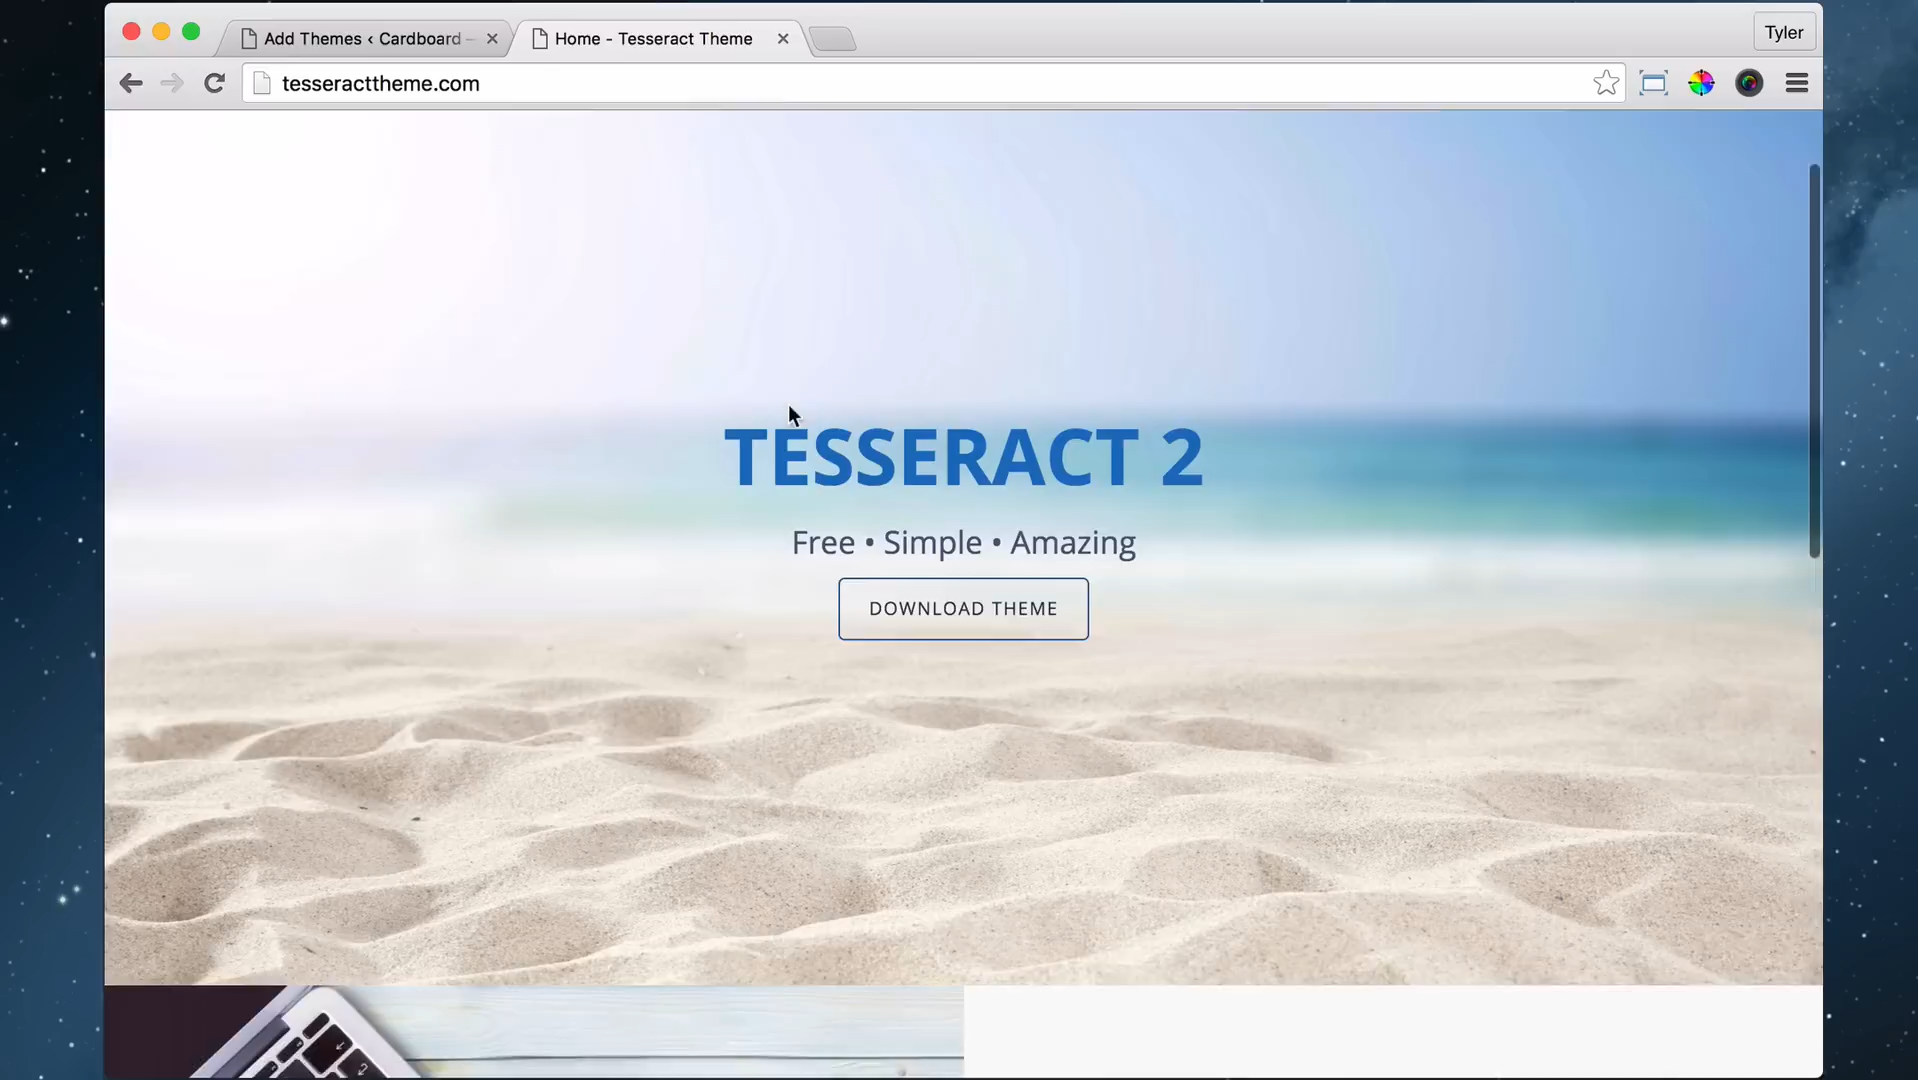 Add Themes ‹ Cardboard –
Home - Tesseract Theme
Tyler
tesseracttheme.com
TESSERACT 2
Free • Simple • Amazing
DOWNLOAD THEME